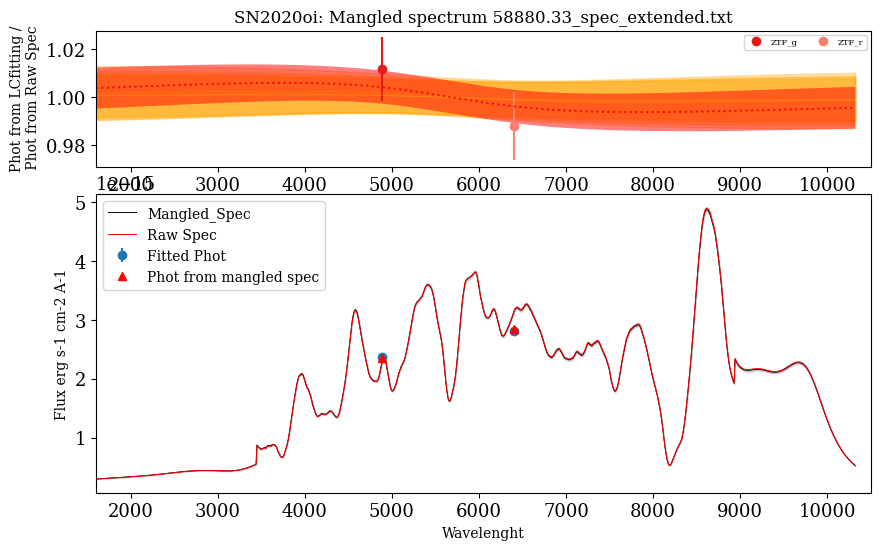 SN2020oi: Mangled spectrum 58880.33_spec_extended.txt
Phot from LCfitting /
Phot from Raw Spec
1.02
1.00
0.98
ZTF_g
ZTF_r
2000 3000 4000 5000 6000 7000 8000 9000 10000
1e−15
Flux erg s-1 cm-2 A-1
5
4
3
2
1
Mangled_Spec
Raw Spec
Fitted Phot
Phot from mangled spec
2000 3000 4000 5000 6000 7000 8000 9000 10000
Wavelenght